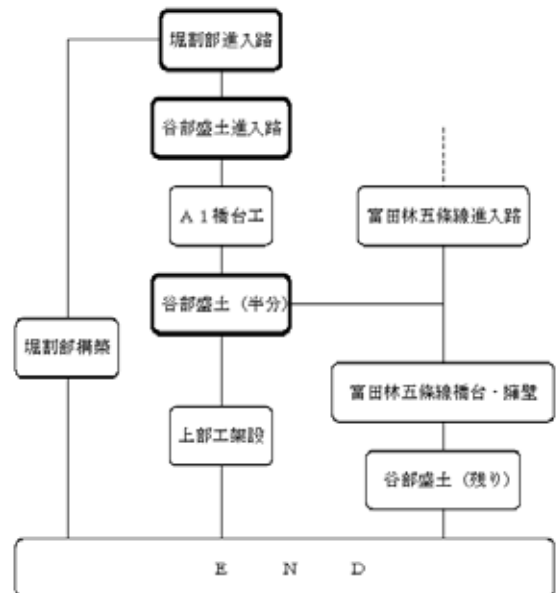 堀割部進入路
谷部盛土進入路
A1橋台工
富田林五條線進入路
谷部盛土(半分)
堀割部構築
富田林五條線橋台・擁壁
上部工架設
谷部盛土(残り)
E N D